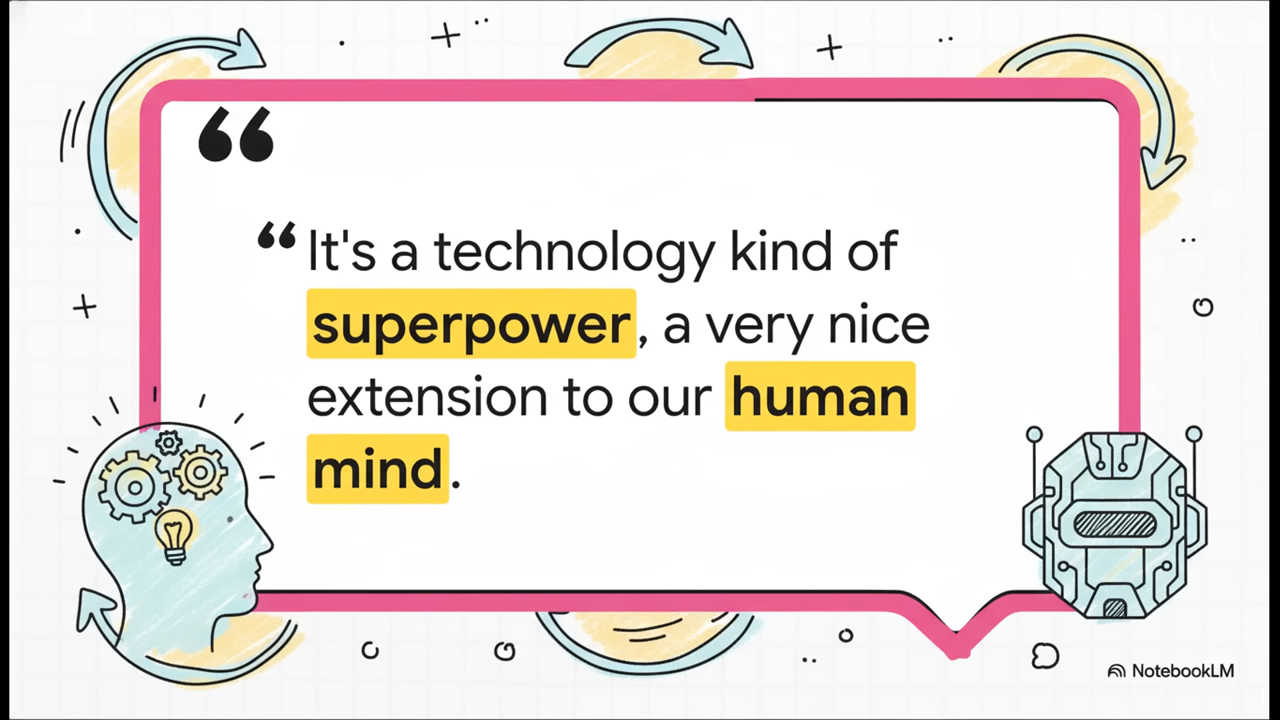 “
“It's a technology kind of
superpower, a very nice
extension to our human
mind.
NotebookLM